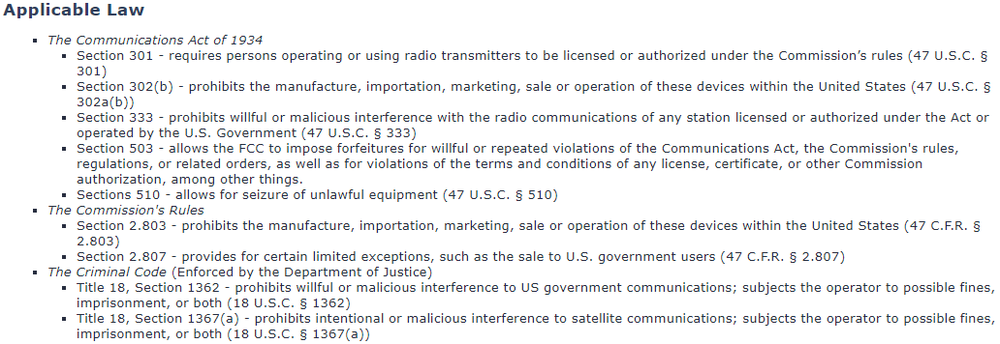 Applicable Law
The Communications Act of 1934
Section 301 - requires persons operating or using radio transmitters to be licensed or authorized under the Commission’s rules (47 U.S.C. §
301)
Section 302(b) - prohibits the manufacture, importation, marketing, sale or operation of these devices within the United States (47 U.S.C. §
302a(b))
Section 333 - prohibits willful or malicious interference with the radio communications of any station licensed or authorized under the Act or
operated by the U.S. Government (47 U.S.C. § 333)
Section 503 - allows the FCC to impose forfeitures for willful or repeated violations of the Communications Act, the Commission's rules,
regulations, or related orders, as well as for violations of the terms and conditions of any license, certificate, or other Commission
authorization, among other things.
Sections 510 - allows for seizure of unlawful equipment (47 U.S.C. § 510)
The Commission's Rules
Section 2.803 - prohibits the manufacture, importation, marketing, sale or operation of these devices within the United States (47 C.F.R. §
2.803)
Section 2.807 - provides for certain limited exceptions, such as the sale to U.S. government users (47 C.F.R. § 2.807)
The Criminal Code (Enforced by the Department of Justice)
Title 18, Section 1362 - prohibits willful or malicious interference to US government communications; subjects the operator to possible fines,
imprisonment, or both (18 U.S.C. § 1362)
Title 18, Section 1367(a) - prohibits intentional or malicious interference to satellite communications; subjects the operator to possible fines,
imprisonment, or both (18 U.S.C. § 1367(a))